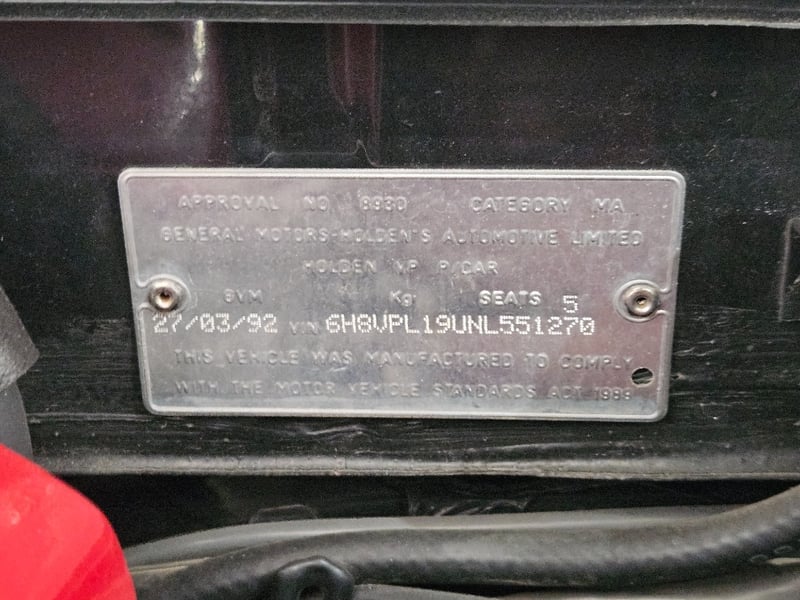 APPROVAL NO 8930 CATEGORY MA
GENERAL MOTORS-HOLDEN'S AUTOMOTIVE LIMITED
HOLDEN VP P/CAR
GVM Kg. SEATS 5
27/03/92 VIN 6H8VPL19UNL551270
THIS VEHICLE WAS MANUFACTURED TO COMPLY
WITH THE MOTOR VEHICLE STANDARDS ACT 1989